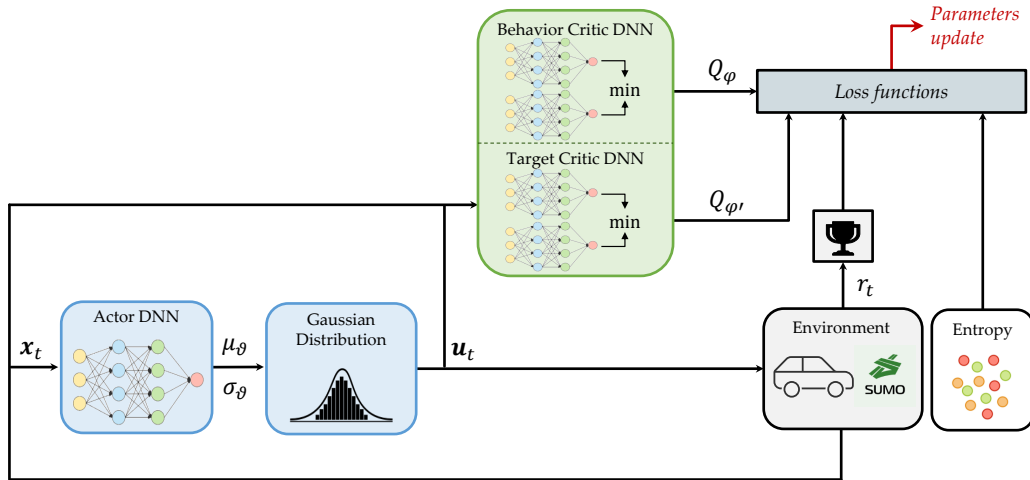 Behavior Critic DNN
min
Target Critic DNN
min
Q_φ
Q_φ′
Parameters
update
Loss functions
r_t
x_t
Actor DNN
μ_ϑ
σ_ϑ
Gaussian
Distribution
u_t
Environment
SUMO
Entropy